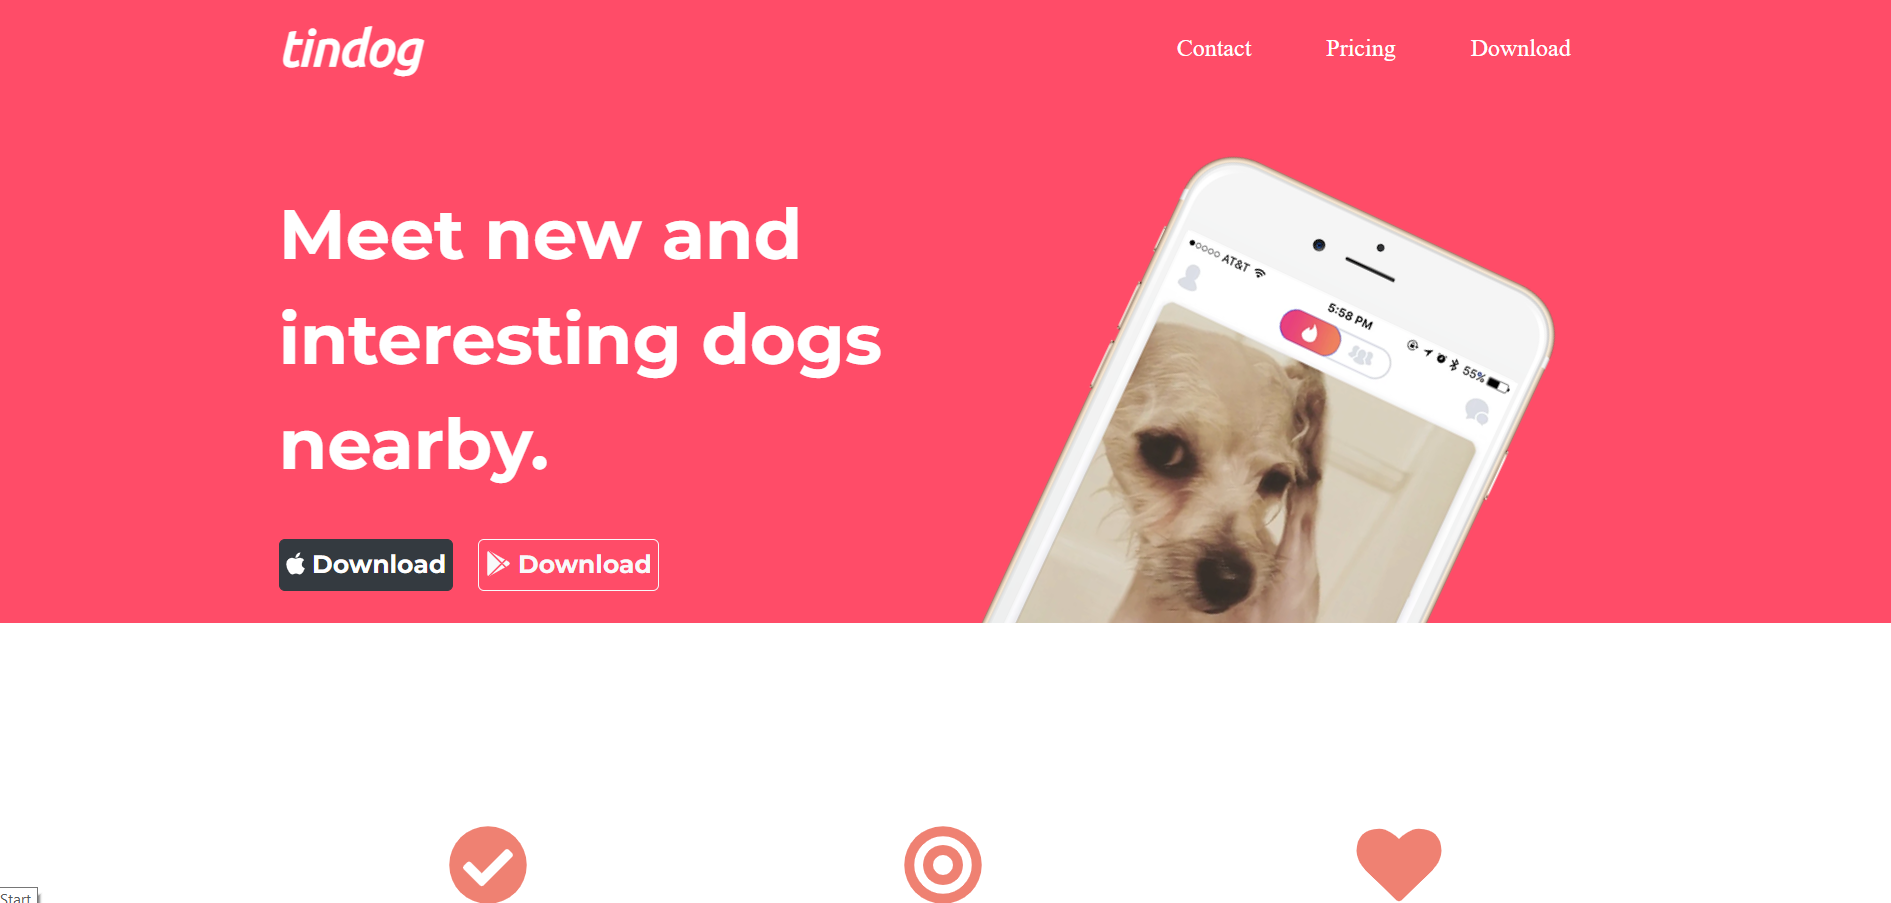 tindog
Contact Pricing Download
Meet new and
interesting dogs
nearby.
Download Download
AT&T
5:58 PM
55%
Start